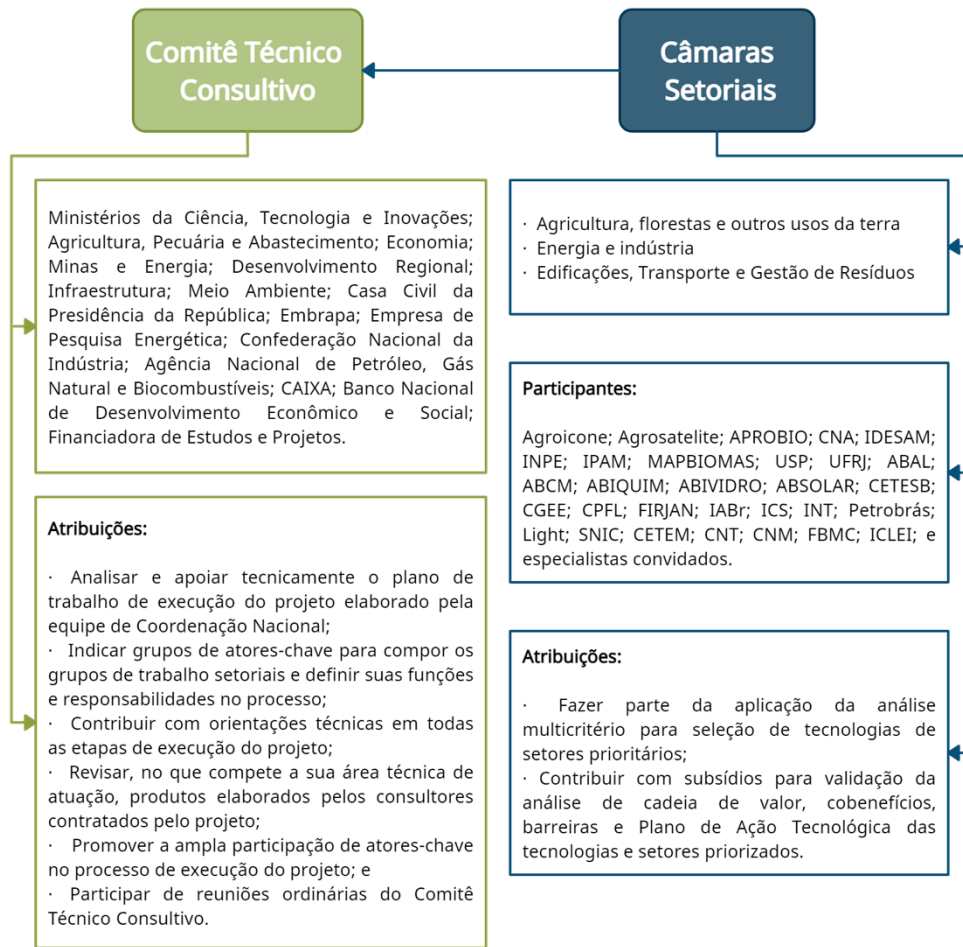 Comitê Técnico
Consultivo
Câmaras
Setoriais
Ministérios da Ciência, Tecnologia e Inovações;
Agricultura, Pecuária e Abastecimento; Economia;
Minas e Energia; Desenvolvimento Regional;
Infraestrutura; Meio Ambiente; Casa Civil da
Presidência da República; Embrapa; Empresa de
Pesquisa Energética; Confederação Nacional da
Indústria; Agência Nacional de Petróleo, Gás
Natural e Biocombustíveis; CAIXA; Banco Nacional
de Desenvolvimento Econômico e Social;
Financiadora de Estudos e Projetos.
Atribuições:
· Analisar e apoiar tecnicamente o plano de
trabalho de execução do projeto elaborado pela
equipe de Coordenação Nacional;
· Indicar grupos de atores-chave para compor os
grupos de trabalho setoriais e definir suas funções
e responsabilidades no processo;
· Contribuir com orientações técnicas em todas
as etapas de execução do projeto;
· Revisar, no que compete a sua área técnica de
atuação, produtos elaborados pelos consultores
contratados pelo projeto;
· Promover a ampla participação de atores-chave
no processo de execução do projeto; e
· Participar de reuniões ordinárias do Comitê
Técnico Consultivo.
· Agricultura, florestas e outros usos da terra
· Energia e indústria
· Edificações, Transporte e Gestão de Resíduos
Participantes:
Agroicone; Agrosatelite; APROBIO; CNA; IDESAM;
INPE; IPAM; MAPBIOMAS; USP; UFRJ; ABAL;
ABCM; ABIQUIM; ABIVIDRO; ABSOLAR; CETESB;
CGEE; CPFL; FIRJAN; IABr; ICS; INT; Petrobrás;
Light; SNIC; CETEM; CNT; CNM; FBMC; ICLEI; e
especialistas convidados.
Atribuições:
· Fazer parte da aplicação da análise
multicritério para seleção de tecnologias de
setores prioritários;
· Contribuir com subsídios para validação da
análise de cadeia de valor, cobenefícios,
barreiras e Plano de Ação Tecnológica das
tecnologias e setores priorizados.